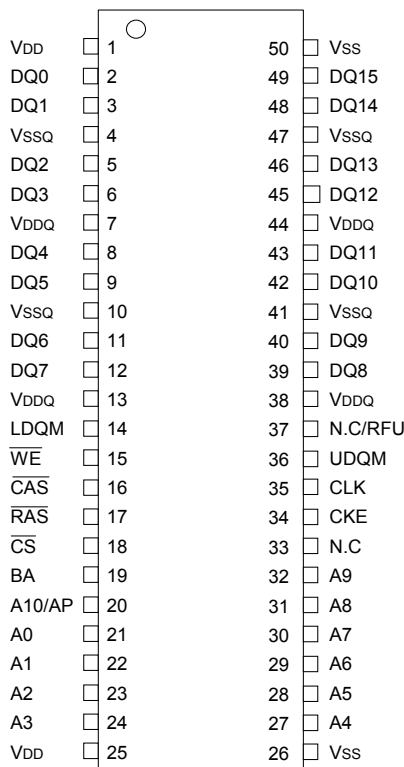 VDD 1 50 VSS
DQ0 2 49 DQ15
DQ1 3 48 DQ14
VSSQ 4 47 VSSQ
DQ2 5 46 DQ13
DQ3 6 45 DQ12
VDDQ 7 44 VDDQ
DQ4 8 43 DQ11
DQ5 9 42 DQ10
VSSQ 10 41 VSSQ
DQ6 11 40 DQ9
DQ7 12 39 DQ8
VDDQ 13 38 VDDQ
LDQM 14 37 N.C/RFU
W̅E̅ 15 36 UDQM
C̅A̅S̅ 16 35 CLK
R̅A̅S̅ 17 34 CKE
C̅S̅ 18 33 N.C
BA 19 32 A9
A10/AP 20 31 A8
A0 21 30 A7
A1 22 29 A6
A2 23 28 A5
A3 24 27 A4
VDD 25 26 VSS